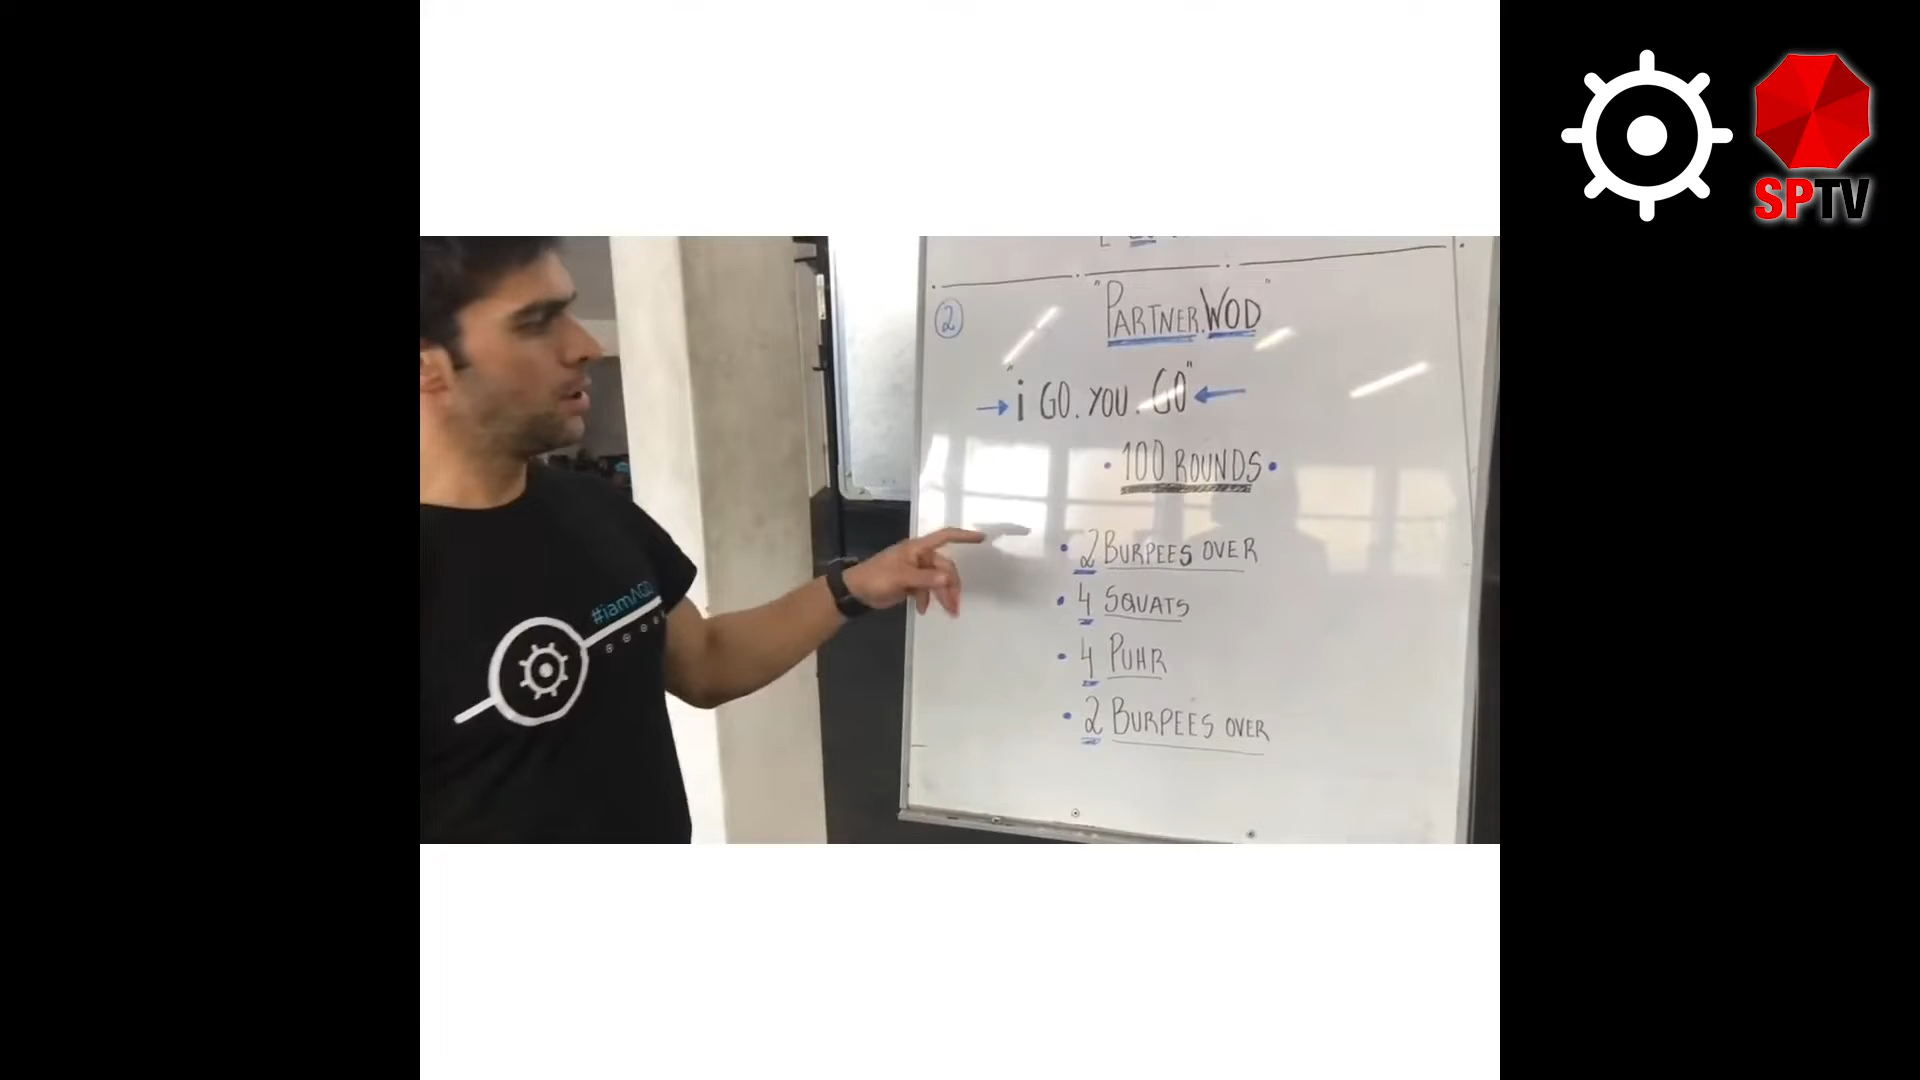 SPTV
"PARTNER.WOD"
2
"i GO. YOU. GO"
100 ROUNDS
2 BURPEES OVER
4 SQUATS
4 PUHR
2 BURPEES OVER